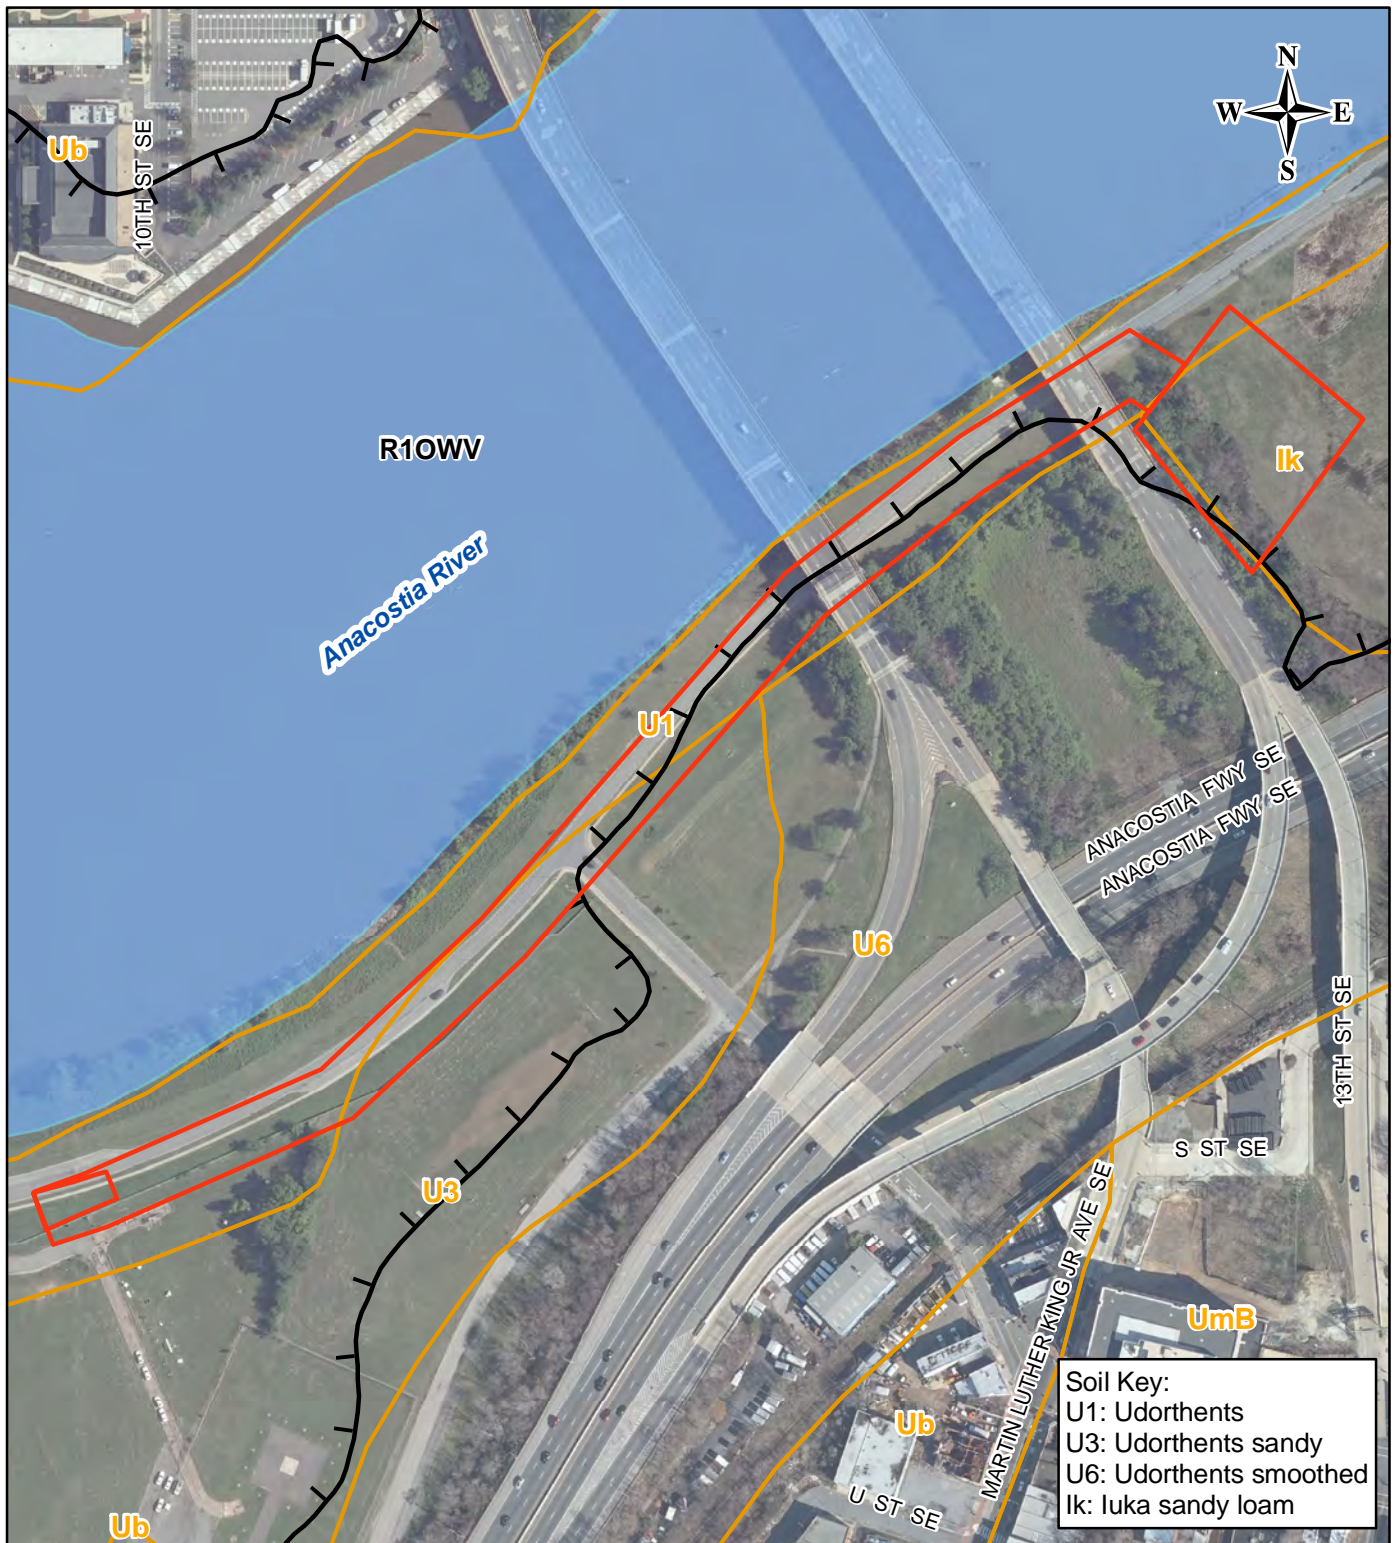 N
W E
S
Ub
10TH ST SE
R1OWV
Anacostia River
Ik
U1
ANACOSTIA FWY SE
ANACOSTIA FWY SE
U6
13TH ST SE
S ST SE
U3
MARTIN LUTHER KING JR AVE SE
UmB
Ub
U ST SE
Ub
Soil Key:
U1: Udorthents
U3: Udorthents sandy
U6: Udorthents smoothed
Ik: Iuka sandy loam